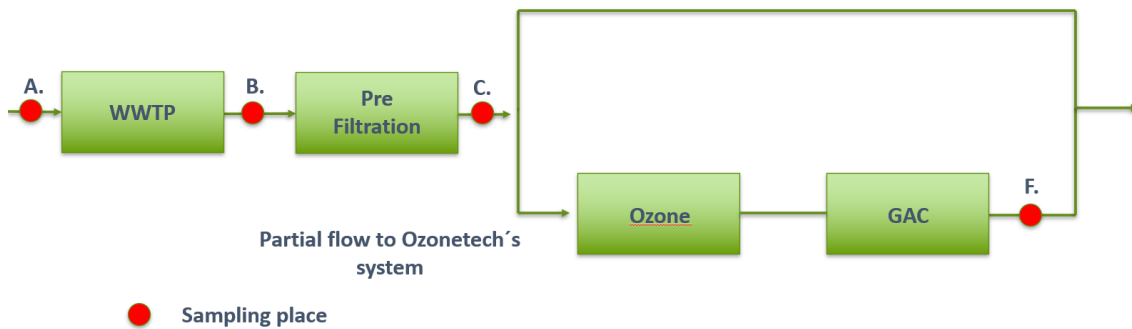 A.
WWTP
B.
Pre
Filtration
C.
Ozone
GAC
F.
Partial flow to Ozonetech´s
system
Sampling place